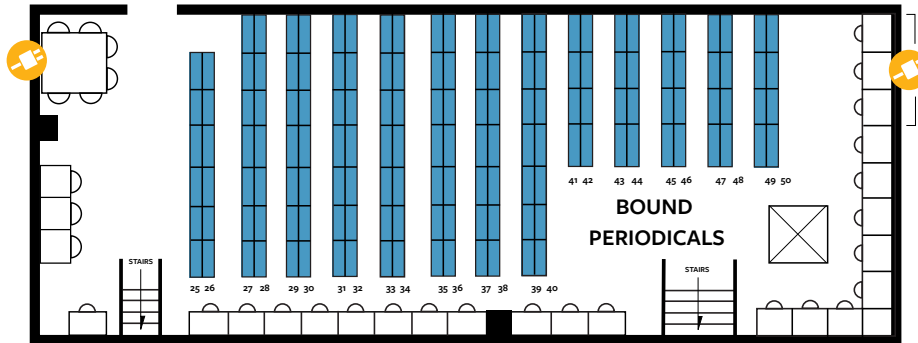 41 42 43 44 45 46 47 48 49 50
BOUND
PERIODICALS
STAIRS
STAIRS
25 26 27 28 29 30 31 32 33 34 35 36 37 38 39 40